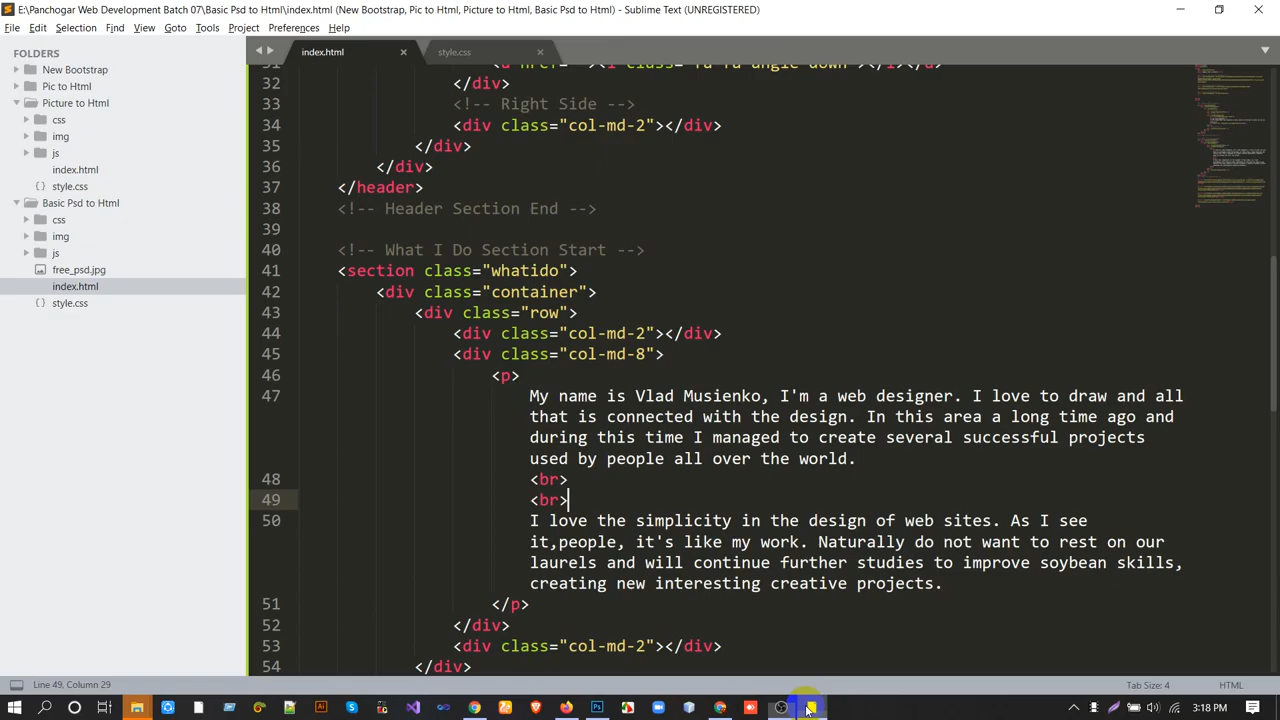 E:\Panchogar Web Development Batch 07\Basic Psd to Html\index.html (New Bootstrap, Pic to Html, Picture to Html, Basic Psd to Html) - Sublime Text (UNREGISTERED)
File Edit Selection Find View Goto Tools Project Preferences Help
FOLDERS
New Bootstrap
Pic to Html
Picture to Html
css
img
js
index.html
style.css
Basic Psd to Html
css
img
js
free_psd.jpg
index.html
style.css
index.html
style.css
32 </div>
33 <!-- Right Side -->
34 <div class="col-md-2"></div>
35 </div>
36 </div>
37 </header>
38 <!-- Header Section End -->
39
40 <!-- What I Do Section Start -->
41 <section class="whatido">
42 <div class="container">
43 <div class="row">
44 <div class="col-md-2"></div>
45 <div class="col-md-8">
46 <p>
47 My name is Vlad Musienko, I'm a web designer. I love to draw and all
that is connected with the design. In this area a long time ago and
during this time I managed to create several successful projects
used by people all over the world.
48 <br>
49 <br>
50 I love the simplicity in the design of web sites. As I see
it,people, it's like my work. Naturally do not want to rest on our
laurels and will continue further studies to improve soybean skills,
creating new interesting creative projects.
51 </p>
52 </div>
53 <div class="col-md-2"></div>
54 </div>
Line 49, Column 29
Tab Size: 4
HTML
3:18 PM